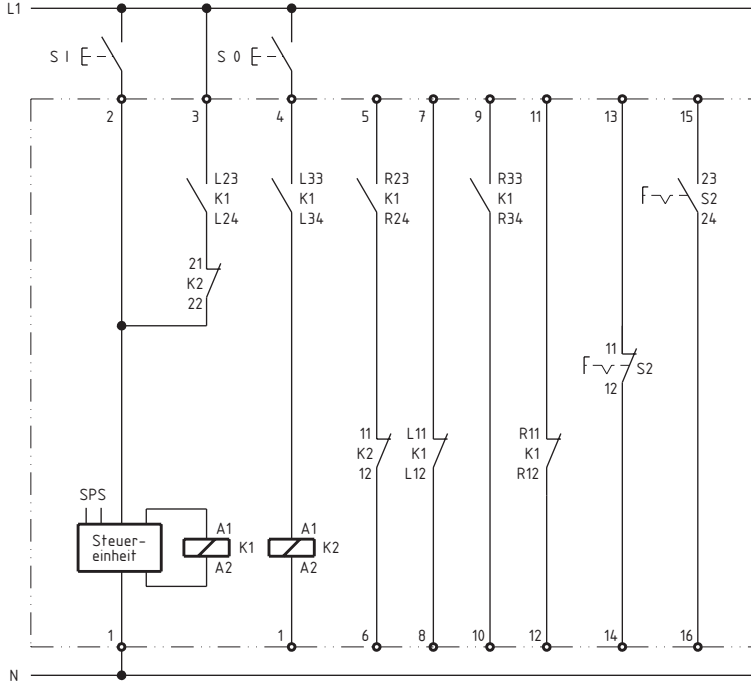 L1
S I
S 0
2 3 4 5 7 9 11 13 15
L23 L33 R23 R33 23
K1 K1 K1 K1 S2
L24 L34 R24 R34 24
21
K2
22
11
S2
12
11 L11 R11
K2 K1 K1
12 L12 R12
SPS
Steuer-
einheit
A1 A1
K1 K2
A2 A2
1 1 6 8 10 12 14 16
N